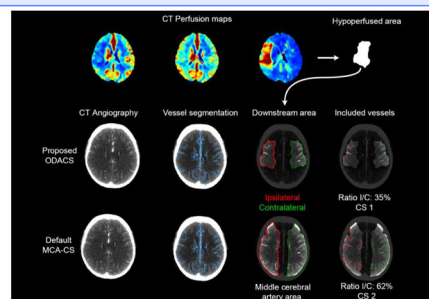 CT Perfusion maps
Hypoperfused area
CT Angiography
Vessel segmentation
Downstream area
Included vessels
Proposed
ODACS
Ipsilateral
Contralateral
Ratio I/C: 35%
CS 1
Default
MCA-CS
Middle cerebral
artery area
Ratio I/C: 62%
CS 2